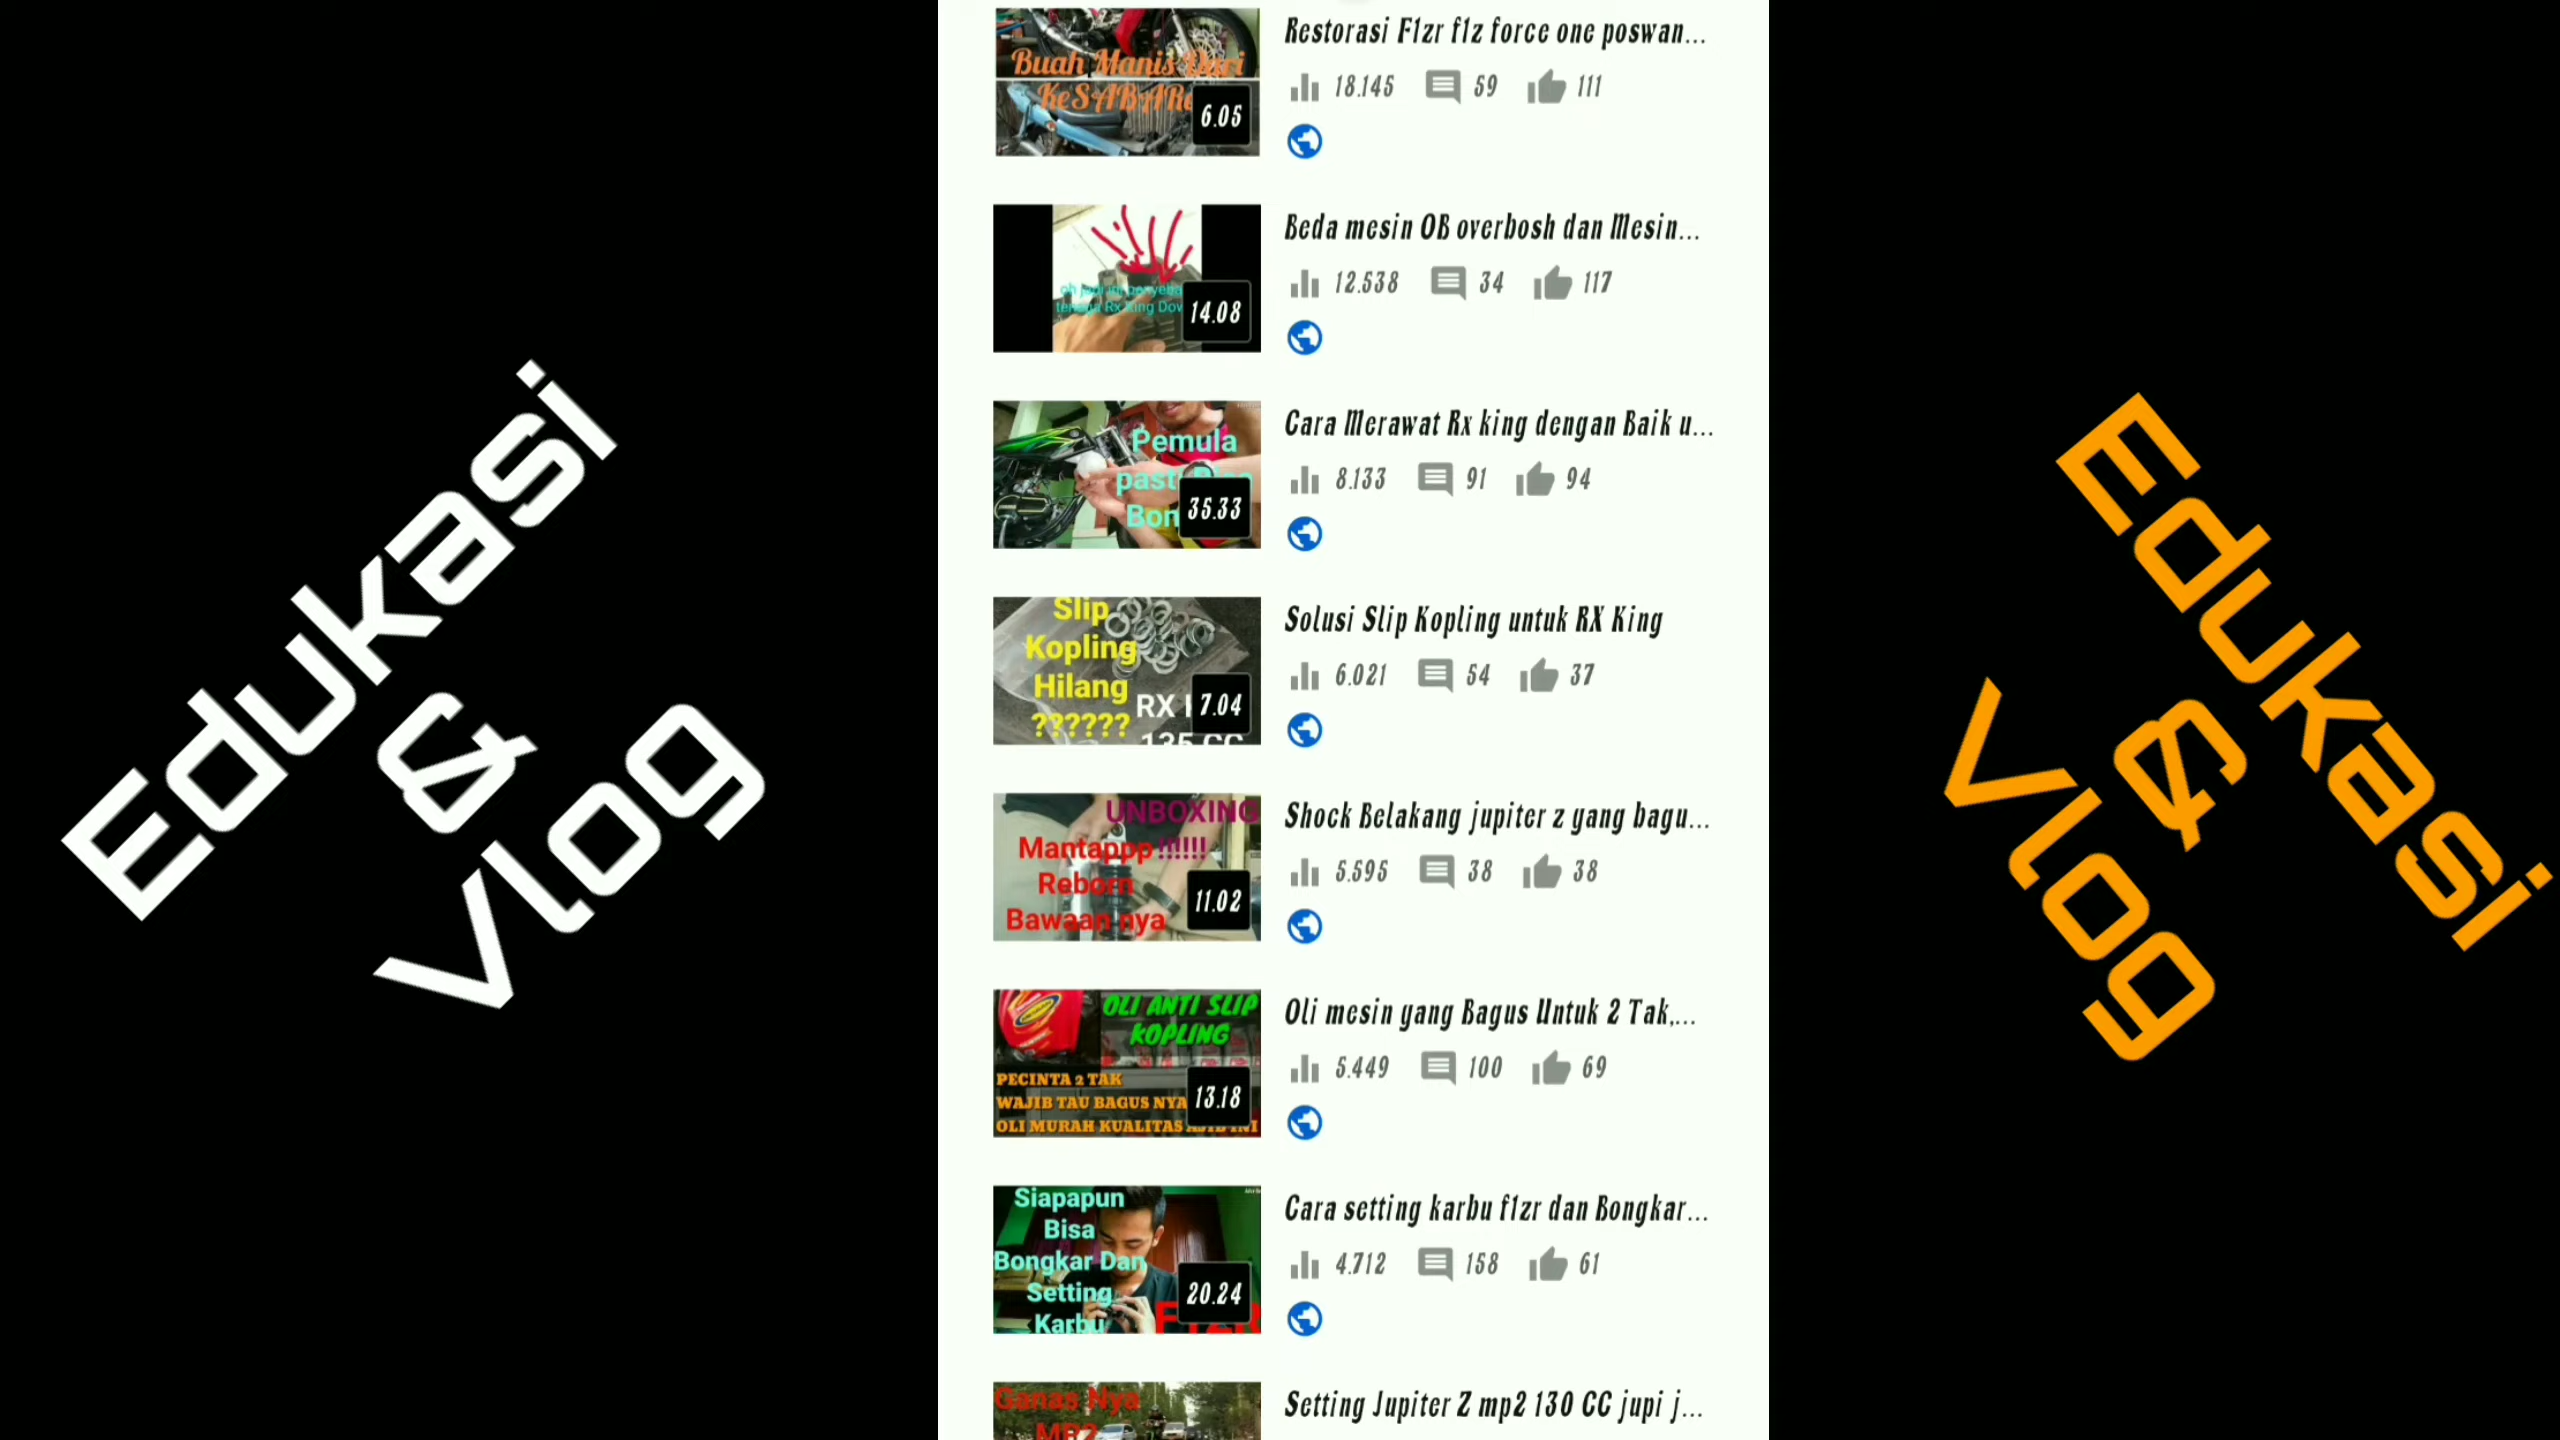 Edukasi
&
Vlog
Buah Manis Dari
6.05
Restorasi F1zr f1z force one poswan...
18.145 59 111
14.08
Beda mesin OB overbosh dan Mesin...
12.538 34 117
Pemula
35.33
Cara Merawat Rx king dengan Baik u...
8.133 91 94
Slip
Kopling
Hilang
??????
RX
7.04
Solusi Slip Kopling untuk RX King
6.021 54 37
UNBOXING
Mantappp !!!!!!
Reborn
Bawaan nya
11.02
Shock Belakang jupiter z yang bagu...
5.595 38 38
OLI ANTI SLIP
KOPLING
PECINTA 2 TAK
WAJIB TAU BAGUS NYA
OLI MURAH KUALITAS
13.18
Oli mesin yang Bagus Untuk 2 Tak,...
5.449 100 69
Siapapun
Bisa
Bongkar Dan
Setting
Karbu
20.24
Cara setting karbu f1zr dan Bongkar...
4.712 158 61
Ganas Nya
MP2
Setting Jupiter Z mp2 130 CC jupi j...
Edukasi
&
Vlog